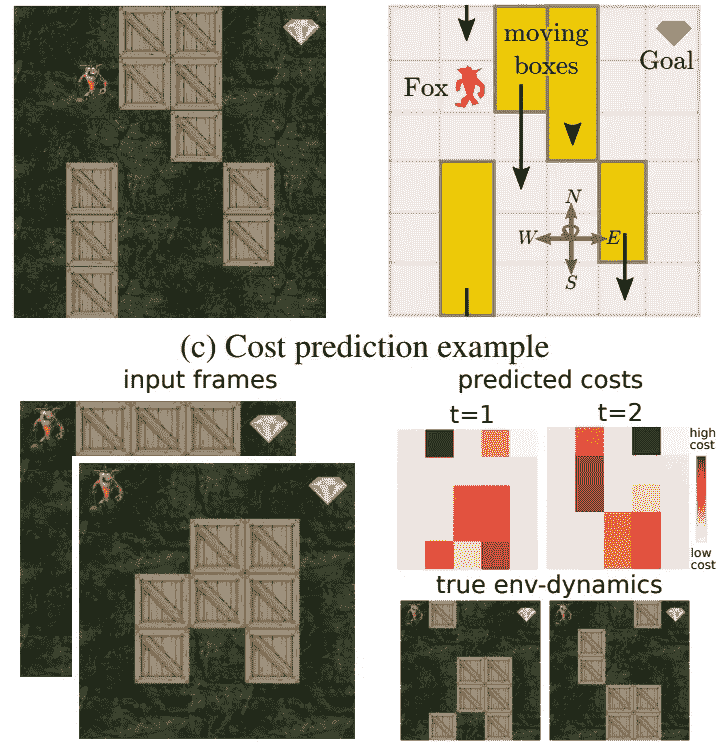 moving
boxes
Goal
Fox
N
W
E
S
(c) Cost prediction example
input frames
predicted costs
t=1
t=2
high
cost
low
cost
true env-dynamics